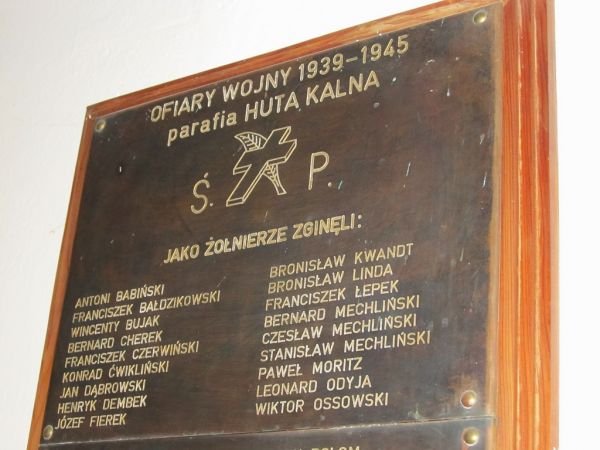 OFIARY WOJNY 1939-1945
parafia HUTA KALNA
Ś. P.
JAKO ŻOŁNIERZE ZGINĘLI:
ANTONI BABIŃSKI
FRANCISZEK BAŁDZIKOWSKI
WINCENTY BUJAK
BERNARD CHEREK
FRANCISZEK CZERWIŃSKI
KONRAD ĆWIKLIŃSKI
JAN DĄBROWSKI
HENRYK DEMBEK
JÓZEF FIEREK
BRONISŁAW KWANDT
BRONISŁAW LINDA
FRANCISZEK ŁEPEK
BERNARD MECHLIŃSKI
CZESŁAW MECHLIŃSKI
STANISŁAW MECHLIŃSKI
PAWEŁ MORITZ
LEONARD ODYJA
WIKTOR OSSOWSKI